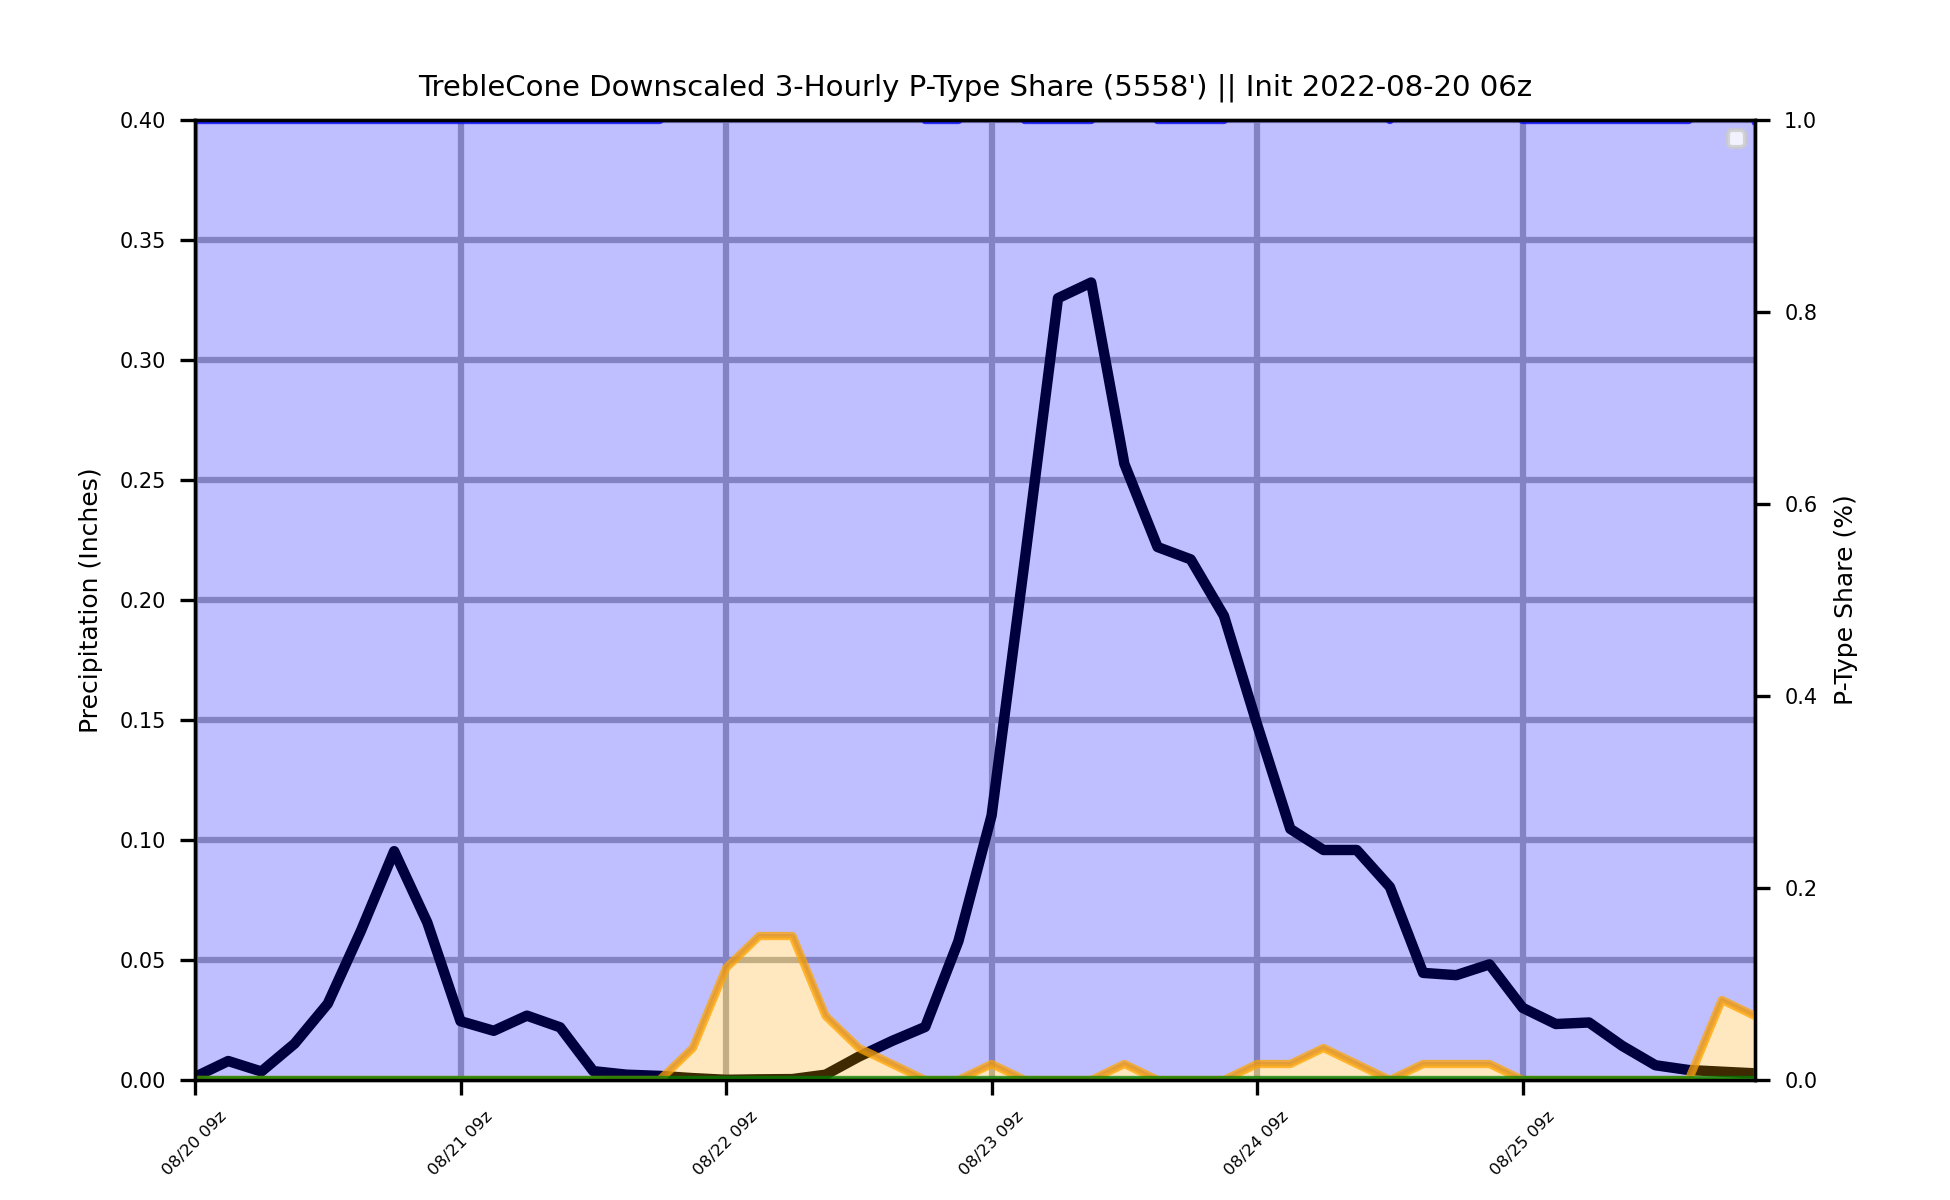 TrebleCone Downscaled 3-Hourly P-Type Share (5558') || Init 2022-08-20 06z
0.40
0.35
0.30
0.25
0.20
0.15
0.10
0.05
0.00
Precipitation (Inches)
1.0
0.8
0.6
0.4
0.2
0.0
P-Type Share (%)
08/20 09z
08/21 09z
08/22 09z
08/23 09z
08/24 09z
08/25 09z